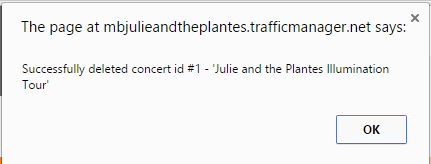 The page at mbjulieandtheplantes.trafficmanager.net says:
Successfully deleted concert id #1 - 'Julie and the Plantes Illumination
Tour'
OK